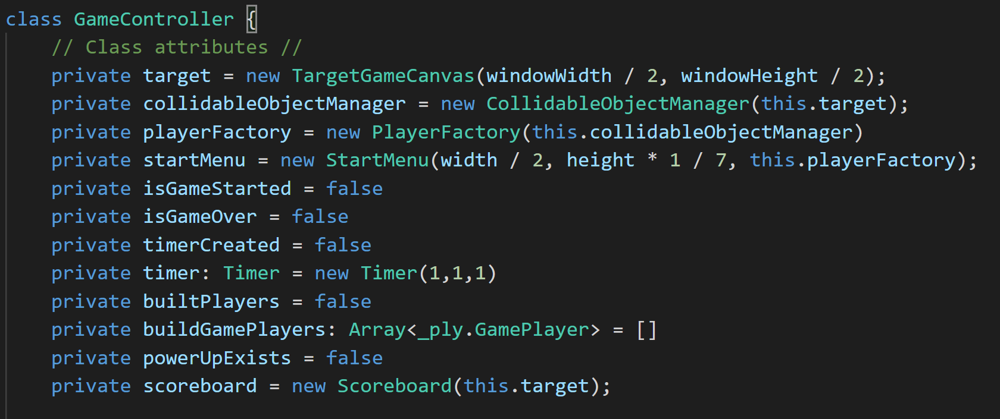 class GameController {
    // Class attributes //
    private target = new TargetGameCanvas(windowWidth / 2, windowHeight / 2);
    private collidableObjectManager = new CollidableObjectManager(this.target);
    private playerFactory = new PlayerFactory(this.collidableObjectManager)
    private startMenu = new StartMenu(width / 2, height * 1 / 7, this.playerFactory);
    private isGameStarted = false
    private isGameOver = false
    private timerCreated = false
    private timer: Timer = new Timer(1,1,1)
    private builtPlayers = false
    private buildGamePlayers: Array<_ply.GamePlayer> = []
    private powerUpExists = false
    private scoreboard = new Scoreboard(this.target);